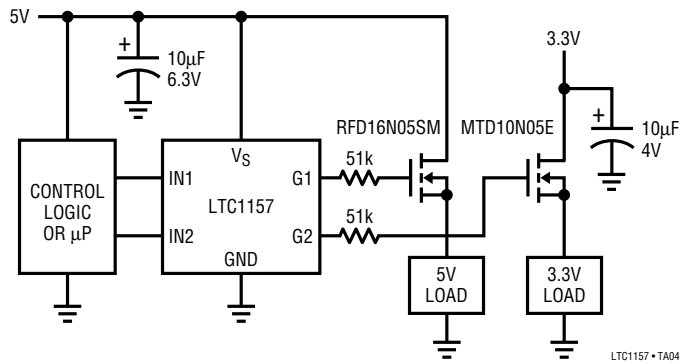 5V
+
10µF
6.3V
3.3V
RFD16N05SM
MTD10N05E
+
10µF
4V
CONTROL
LOGIC
OR µP
IN1
IN2
VS
LTC1157
GND
G1
G2
51k
51k
5V
LOAD
3.3V
LOAD
LTC1157 • TA04